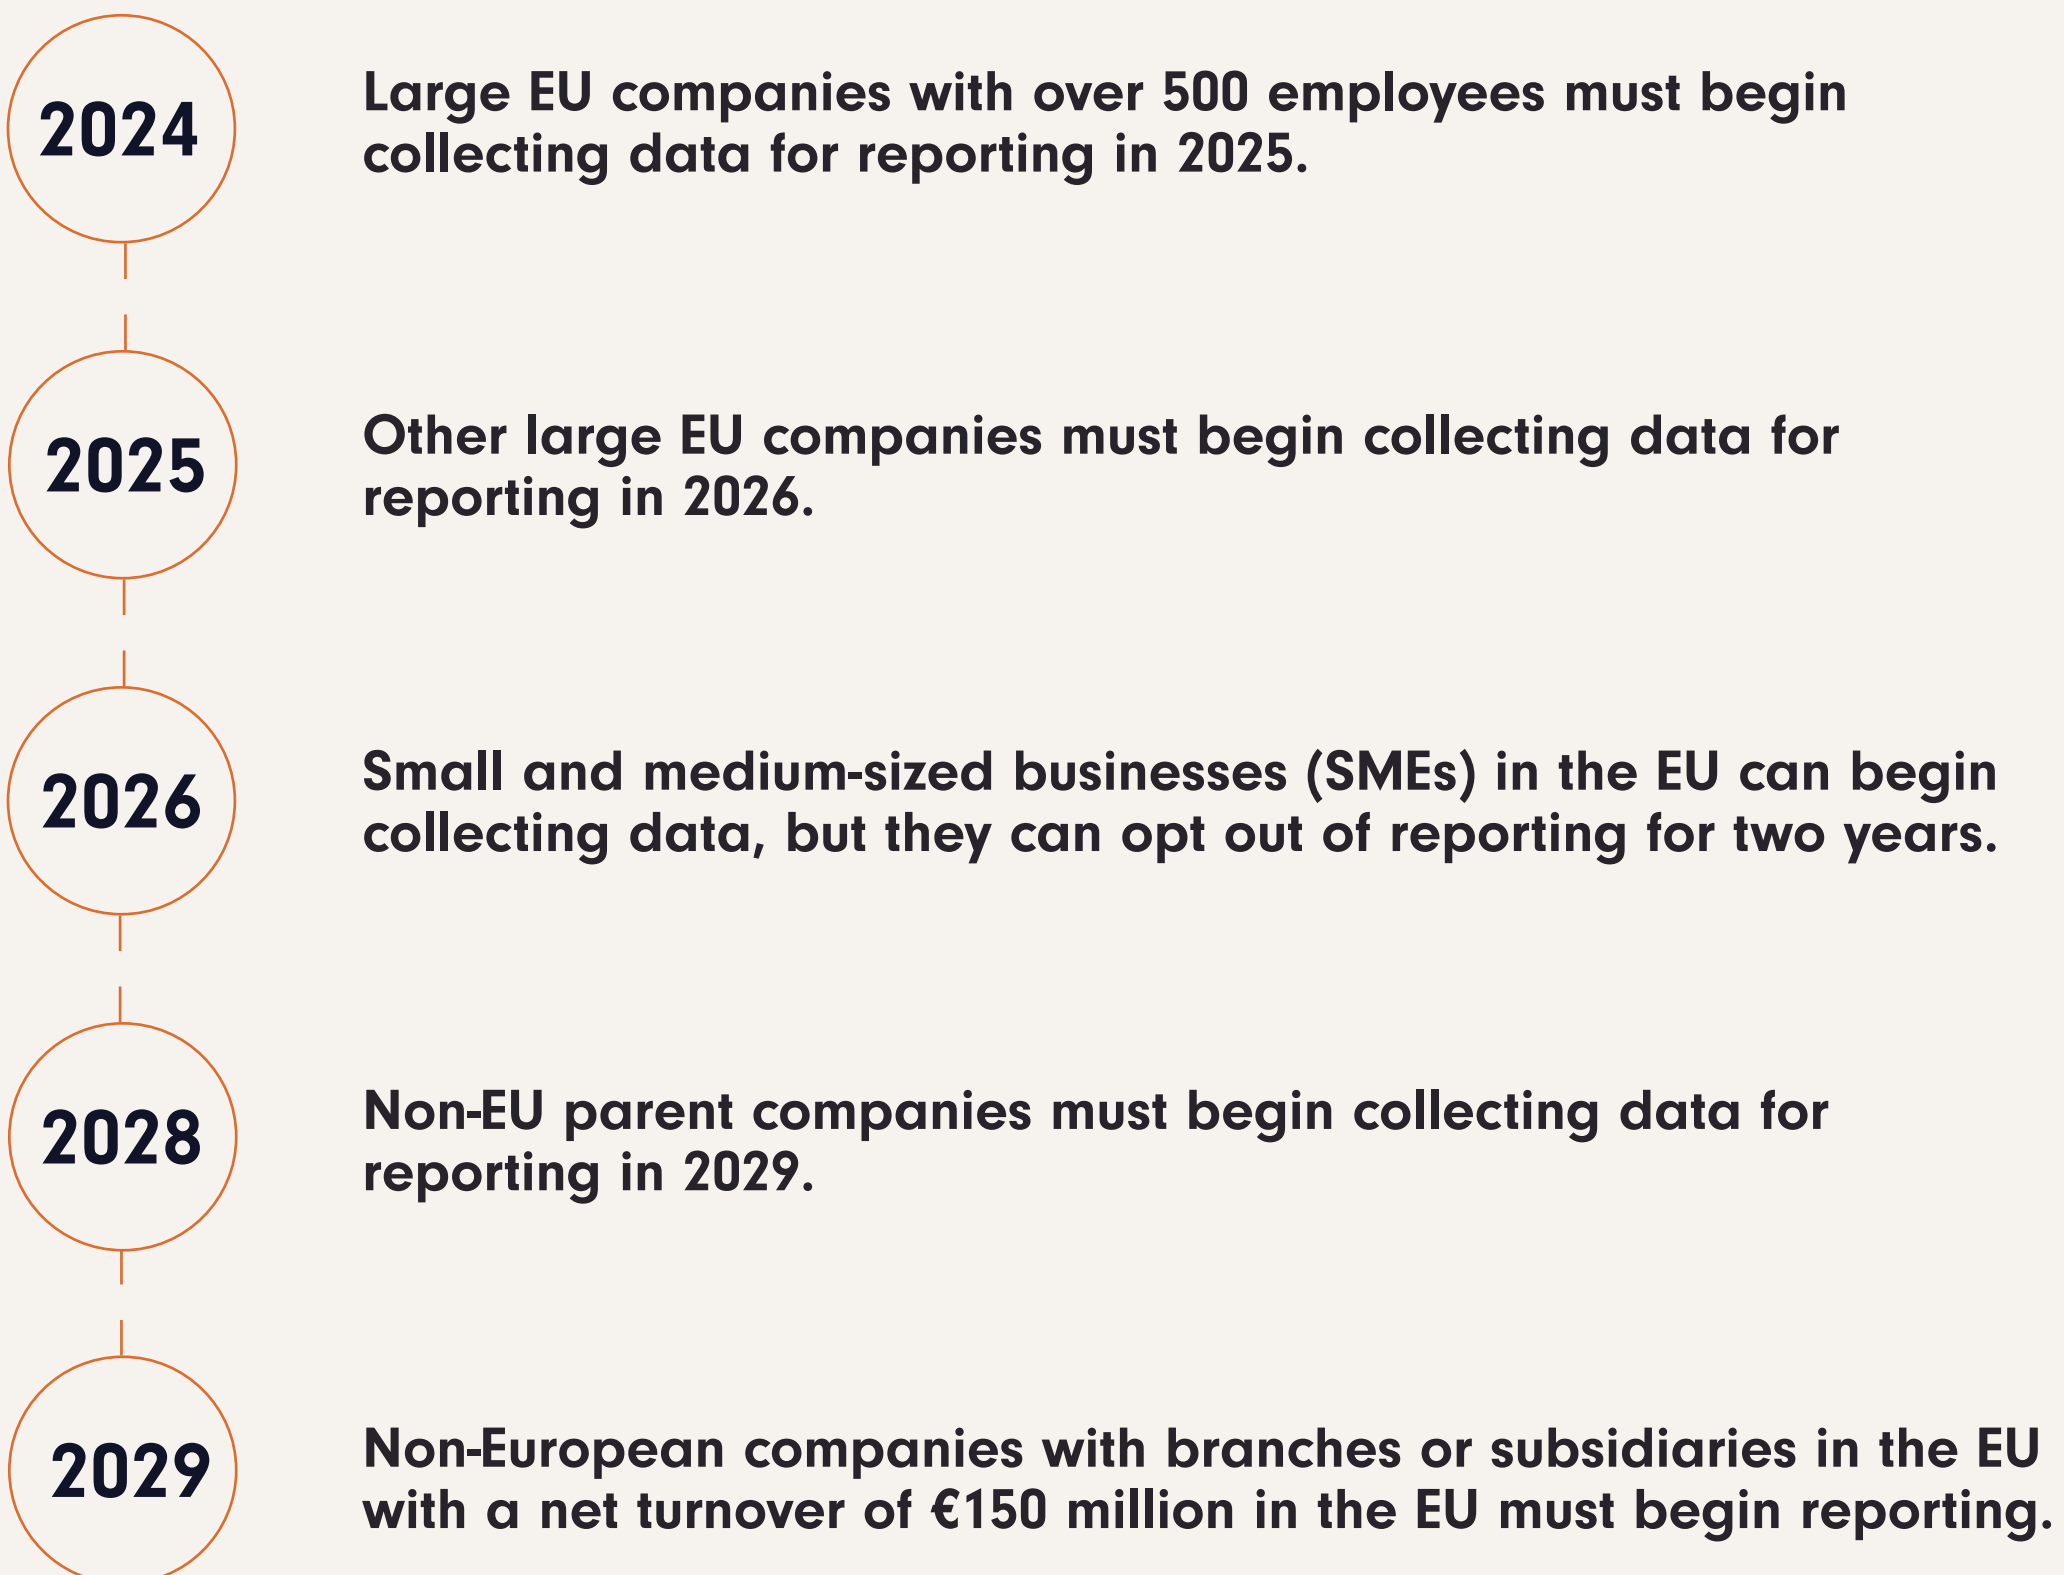 2024
Large EU companies with over 500 employees must begin
collecting data for reporting in 2025.
2025
Other large EU companies must begin collecting data for
reporting in 2026.
2026
Small and medium-sized businesses (SMEs) in the EU can begin
collecting data, but they can opt out of reporting for two years.
2028
Non-EU parent companies must begin collecting data for
reporting in 2029.
2029
Non-European companies with branches or subsidiaries in the EU
with a net turnover of €150 million in the EU must begin reporting.